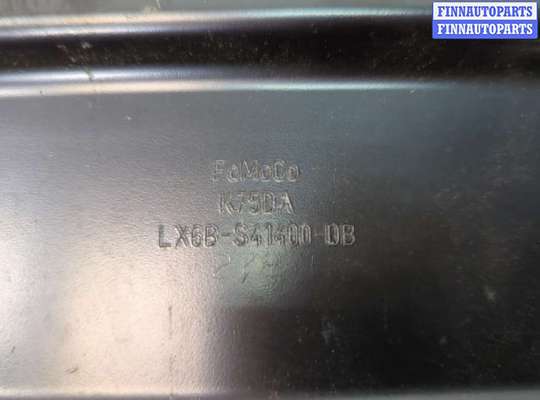 FINNAUTOPARTS
FINNAUTOPARTS
FoMoCo
K75DA
LX6B-S41400-DB